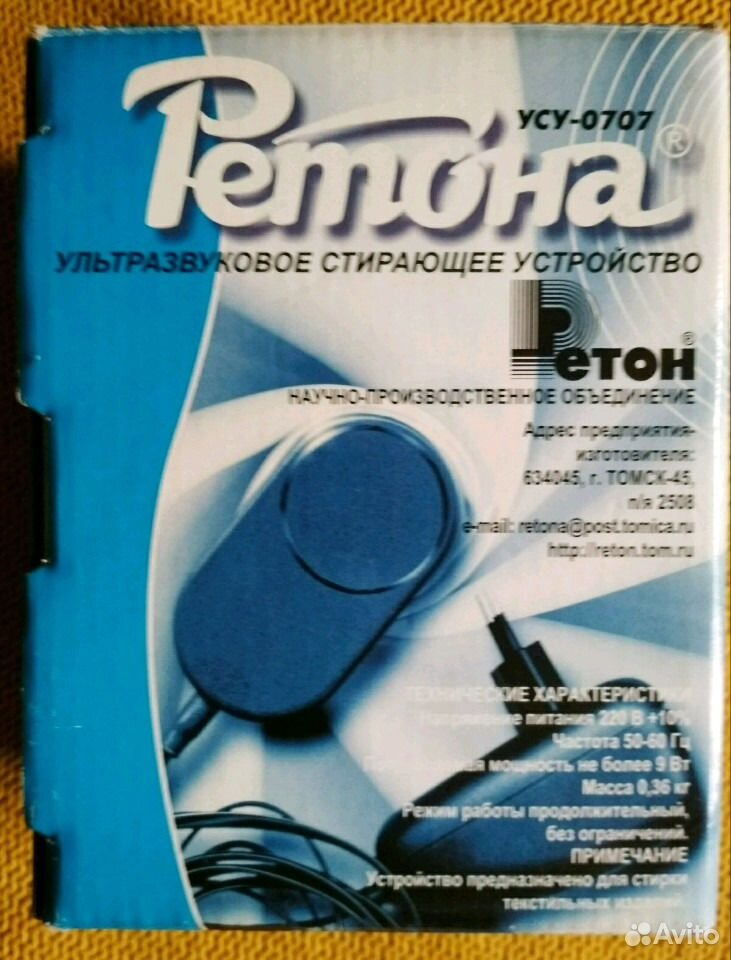 УСУ-0707
Ретона®
УЛЬТРАЗВУКОВОЕ СТИРАЮЩЕЕ УСТРОЙСТВО
Ретон®
НАУЧНО-ПРОИЗВОДСТВЕННОЕ ОБЪЕДИНЕНИЕ
Адрес предприятия-
изготовителя:
634045, г. ТОМСК-45,
п/я 2508
e-mail: retona@post.tomica.ru
http://reton.tom.ru
ТЕХНИЧЕСКИЕ ХАРАКТЕРИСТИКИ
Напряжение питания 220 В +10%
Частота 50-60 Гц
мощность не более 9 Вт
Масса 0,36 кг
Режим работы продолжительный,
без ограничений.
ПРИМЕЧАНИЕ
Устройство предназначено для стирки
текстильных изделий.
Avito